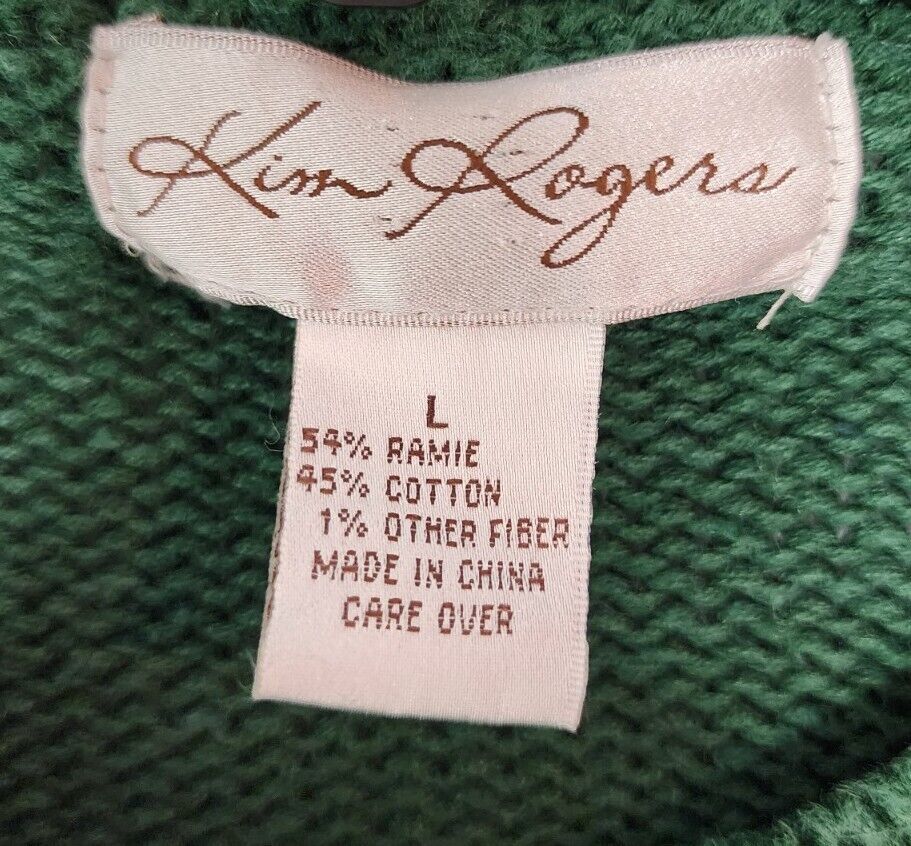 Kim Rogers
L
54% RAMIE
45% COTTON
1% OTHER FIBER
MADE IN CHINA
CARE OVER